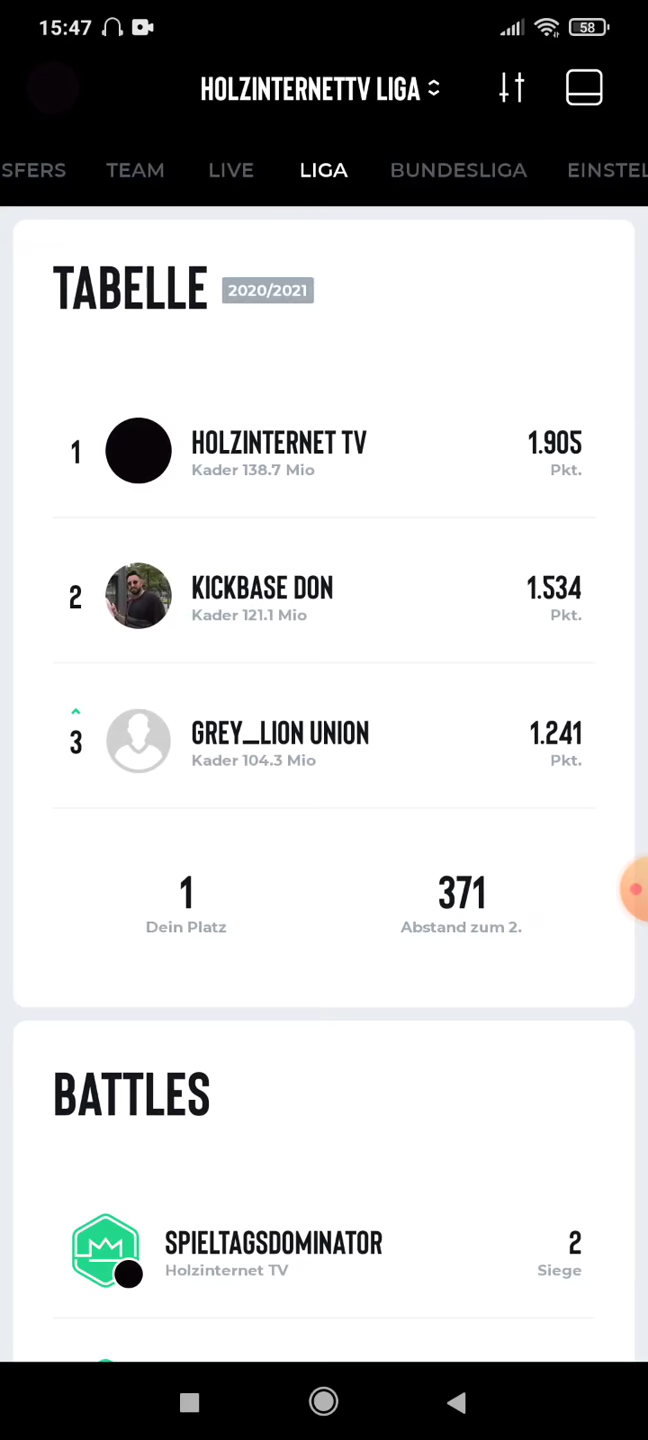 15:47 58
HOLZINTERNETTV LIGA
SFERS TEAM LIVE LIGA BUNDESLIGA EINSTEL
TABELLE 2020/2021
1 HOLZINTERNET TV 1.905
Kader 138.7 Mio Pkt.
2 KICKBASE DON 1.534
Kader 121.1 Mio Pkt.
3 GREY_LION UNION 1.241
Kader 104.3 Mio Pkt.
1 371
Dein Platz Abstand zum 2.
BATTLES
SPIELTAGSDOMINATOR 2
Holzinternet TV Siege